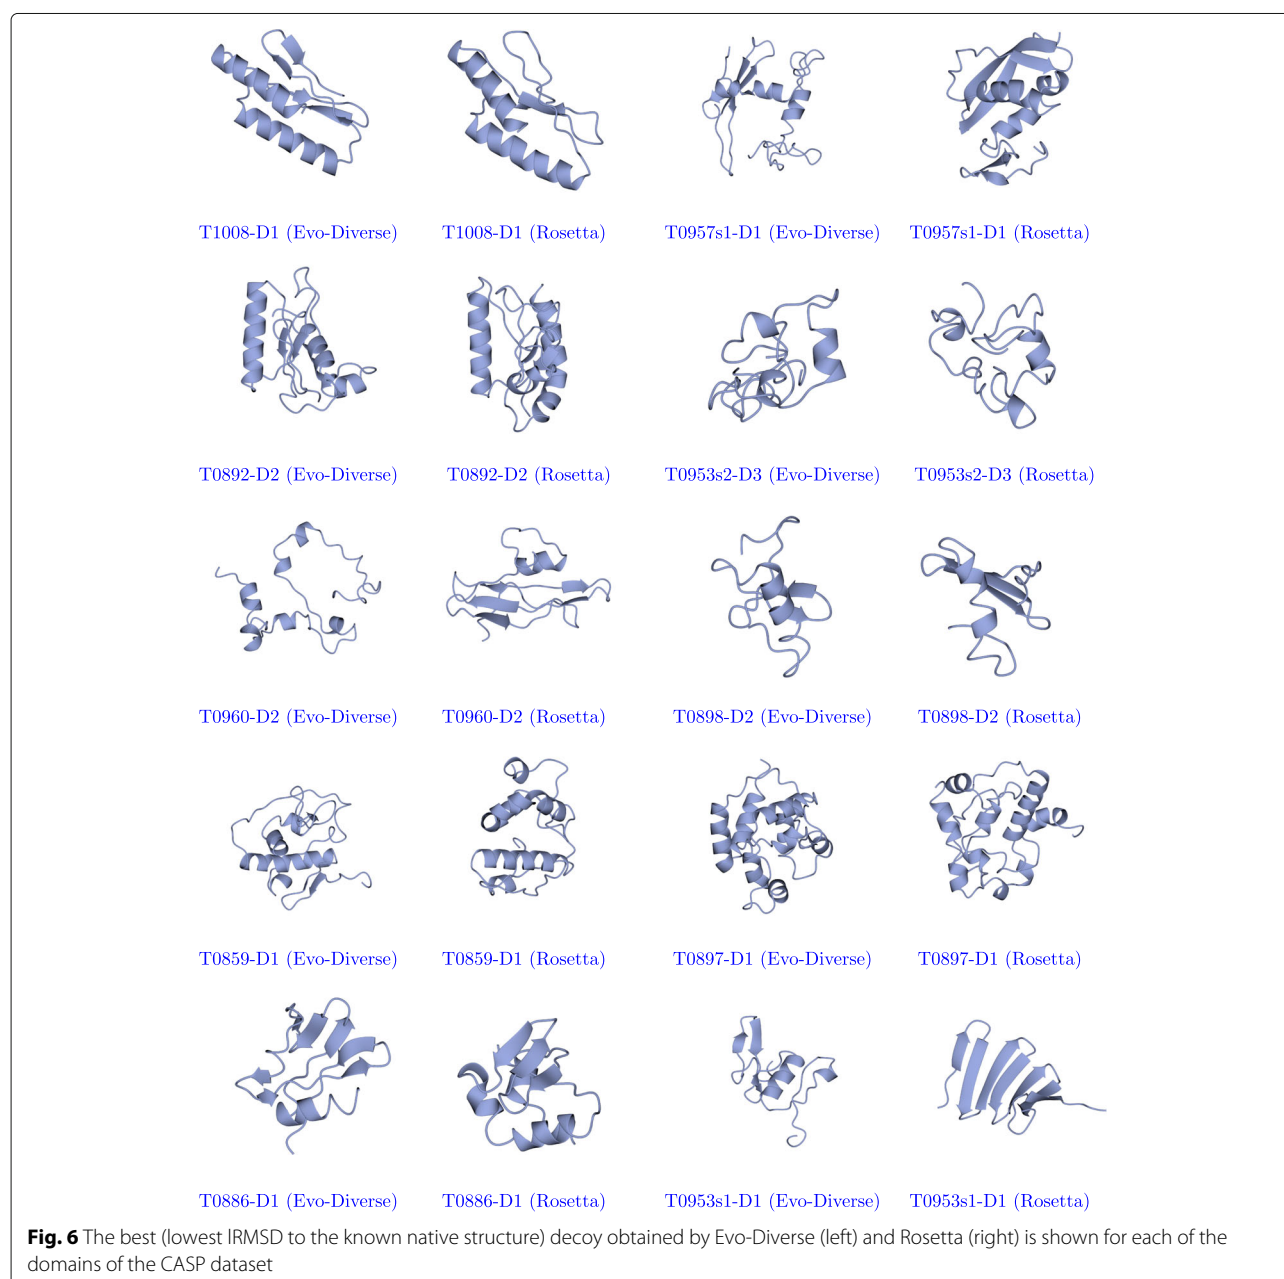 T1008-D1 (Evo-Diverse) T1008-D1 (Rosetta) T0957s1-D1 (Evo-Diverse) T0957s1-D1 (Rosetta)
T0892-D2 (Evo-Diverse) T0892-D2 (Rosetta) T0953s2-D3 (Evo-Diverse) T0953s2-D3 (Rosetta)
T0960-D2 (Evo-Diverse) T0960-D2 (Rosetta) T0898-D2 (Evo-Diverse) T0898-D2 (Rosetta)
T0859-D1 (Evo-Diverse) T0859-D1 (Rosetta) T0897-D1 (Evo-Diverse) T0897-D1 (Rosetta)
T0886-D1 (Evo-Diverse) T0886-D1 (Rosetta) T0953s1-D1 (Evo-Diverse) T0953s1-D1 (Rosetta)
Fig. 6 The best (lowest lRMSD to the known native structure) decoy obtained by Evo-Diverse (left) and Rosetta (right) is shown for each of the
domains of the CASP dataset